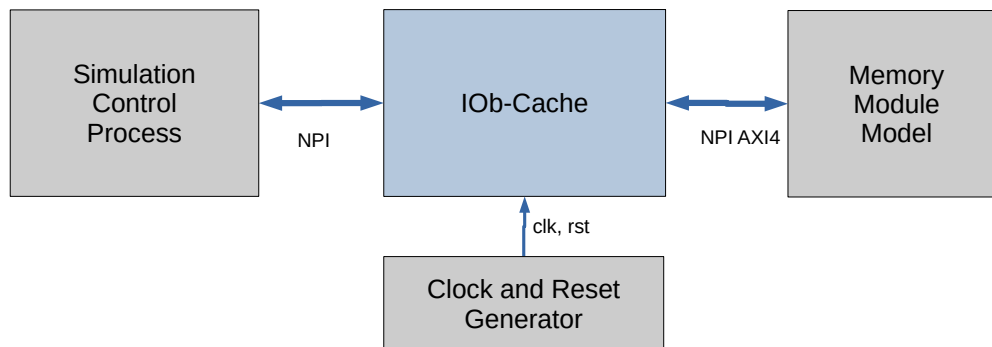 Simulation
Control
Process
NPI
IOb-Cache
NPI AXI4
Memory
Module
Model
clk, rst
Clock and Reset
Generator